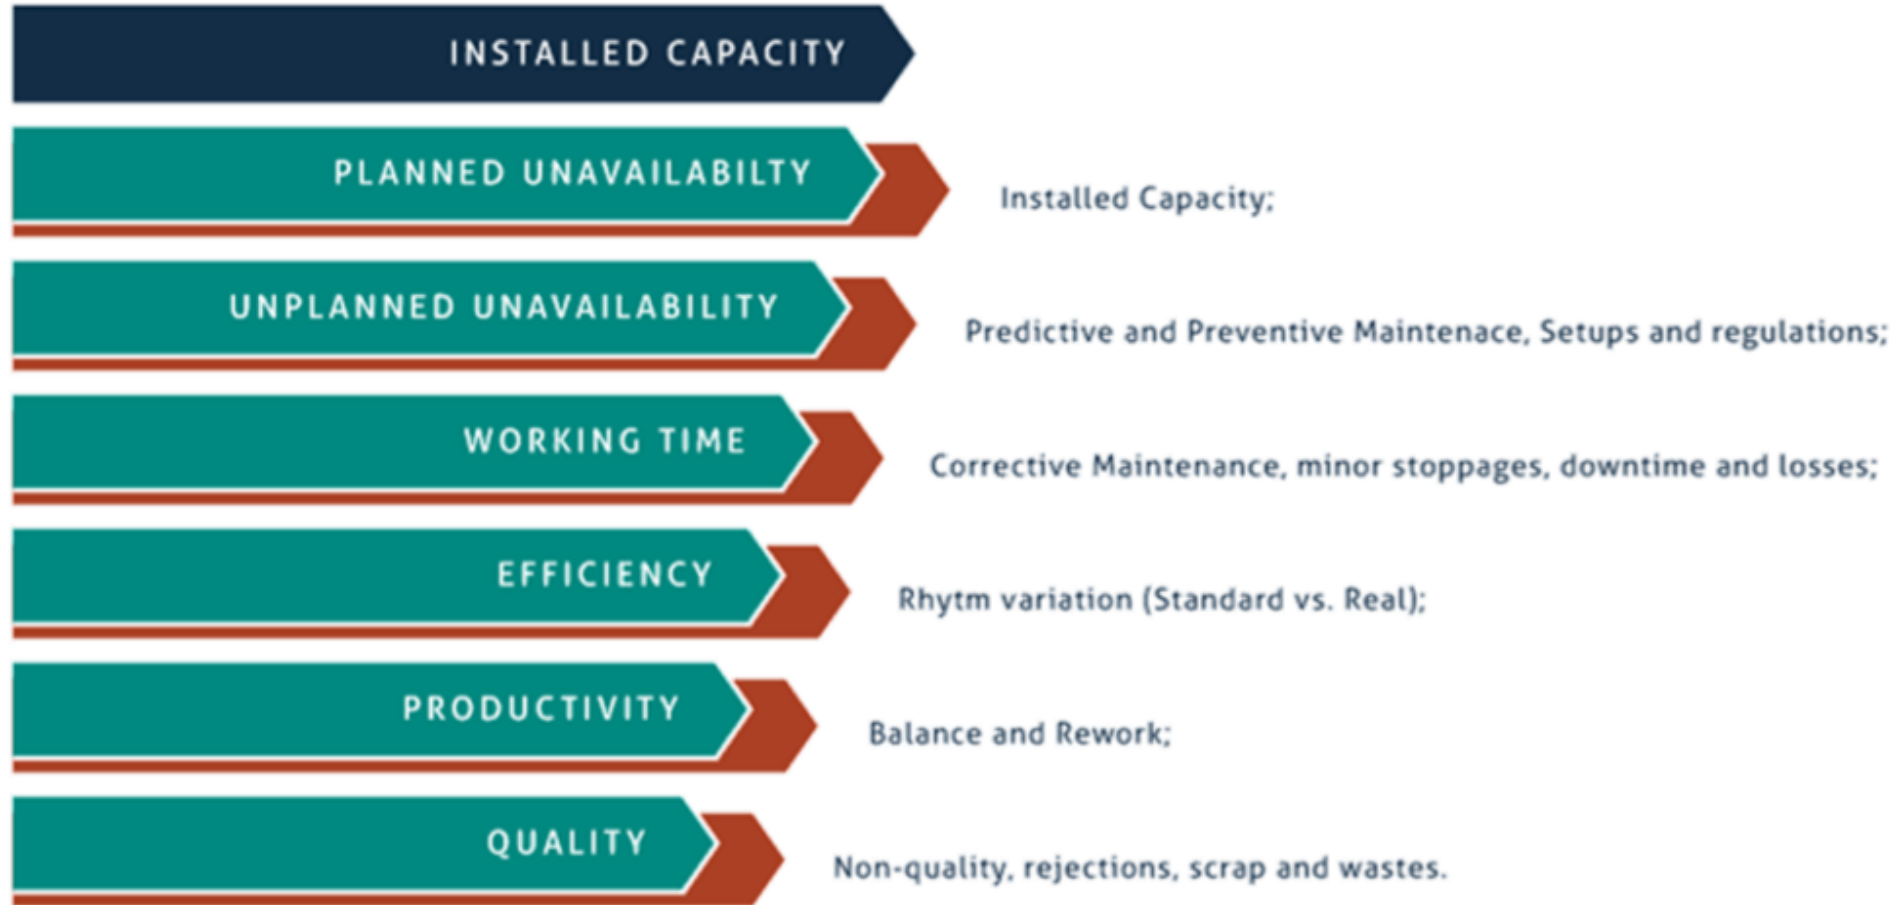 INSTALLED CAPACITY
PLANNED UNAVAILABILTY
Installed Capacity;
UNPLANNED UNAVAILABILITY
Predictive and Preventive Maintenace, Setups and regulations;
WORKING TIME
Corrective Maintenance, minor stoppages, downtime and losses;
EFFICIENCY
Rhytm variation (Standard vs. Real);
PRODUCTIVITY
Balance and Rework;
QUALITY
Non-quality, rejections, scrap and wastes.